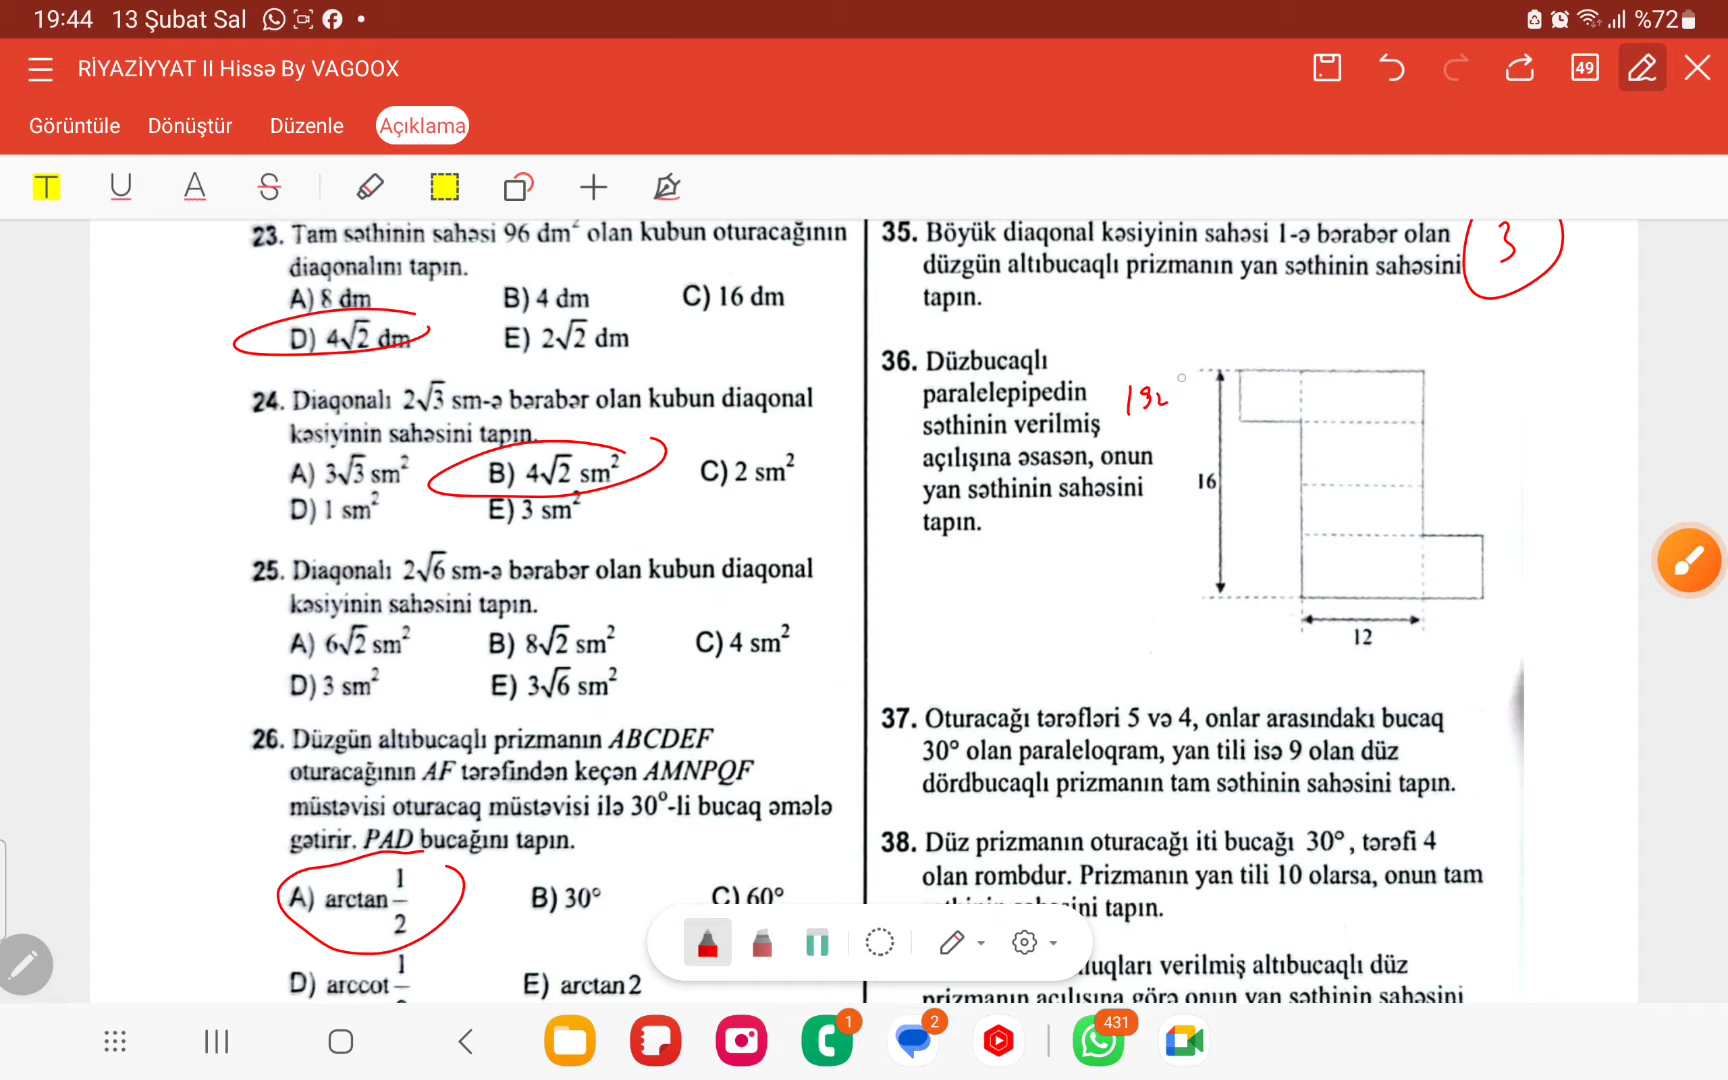 19:44 13 Şubat Sal
%72
RİYAZİYYAT II Hissə By VAGOOX
49
Görüntüle Dönüştür Düzenle Açıklama
T U A S
23. Tam səthinin sahəsi 96 dm² olan kubun oturacağının
diaqonalını tapın.
A) 8 dm B) 4 dm C) 16 dm
D) 4√2 dm E) 2√2 dm
24. Diaqonalı 2√3 sm-ə bərabər olan kubun diaqonal
kəsiyinin sahəsini tapın.
A) 3√3 sm² B) 4√2 sm² C) 2 sm²
D) 1 sm² E) 3 sm²
25. Diaqonalı 2√6 sm-ə bərabər olan kubun diaqonal
kəsiyinin sahəsini tapın.
A) 6√2 sm² B) 8√2 sm² C) 4 sm²
D) 3 sm² E) 3√6 sm²
26. Düzgün altıbucaqlı prizmanın ABCDEF
oturacağının AF tərəfindən keçən AMNPQF
müstəvisi oturacaq müstəvisi ilə 30°-li bucaq əmələ
gətirir. PAD bucağını tapın.
A) arctan 1/2 B) 30° C) 60°
D) arccot 1 E) arctan 2
35. Böyük diaqonal kəsiyinin sahəsi 1-ə bərabər olan
düzgün altıbucaqlı prizmanın yan səthinin sahəsini
tapın.
3
36. Düzbucaqlı
paralelepipedin
səthinin verilmiş
açılışına əsasən, onun
yan səthinin sahəsini
tapın.
192
16
12
37. Oturacağı tərəfləri 5 və 4, onlar arasındakı bucaq
30° olan paraleloqram, yan tili isə 9 olan düz
dördbucaqlı prizmanın tam səthinin sahəsini tapın.
38. Düz prizmanın oturacağı iti bucağı 30°, tərəfi 4
olan rombdur. Prizmanın yan tili 10 olarsa, onun tam
ini tapın.
luqları verilmiş altıbucaqlı düz
prizmanın açılışına görə onun yan səthinin sahəsini
1
2
431